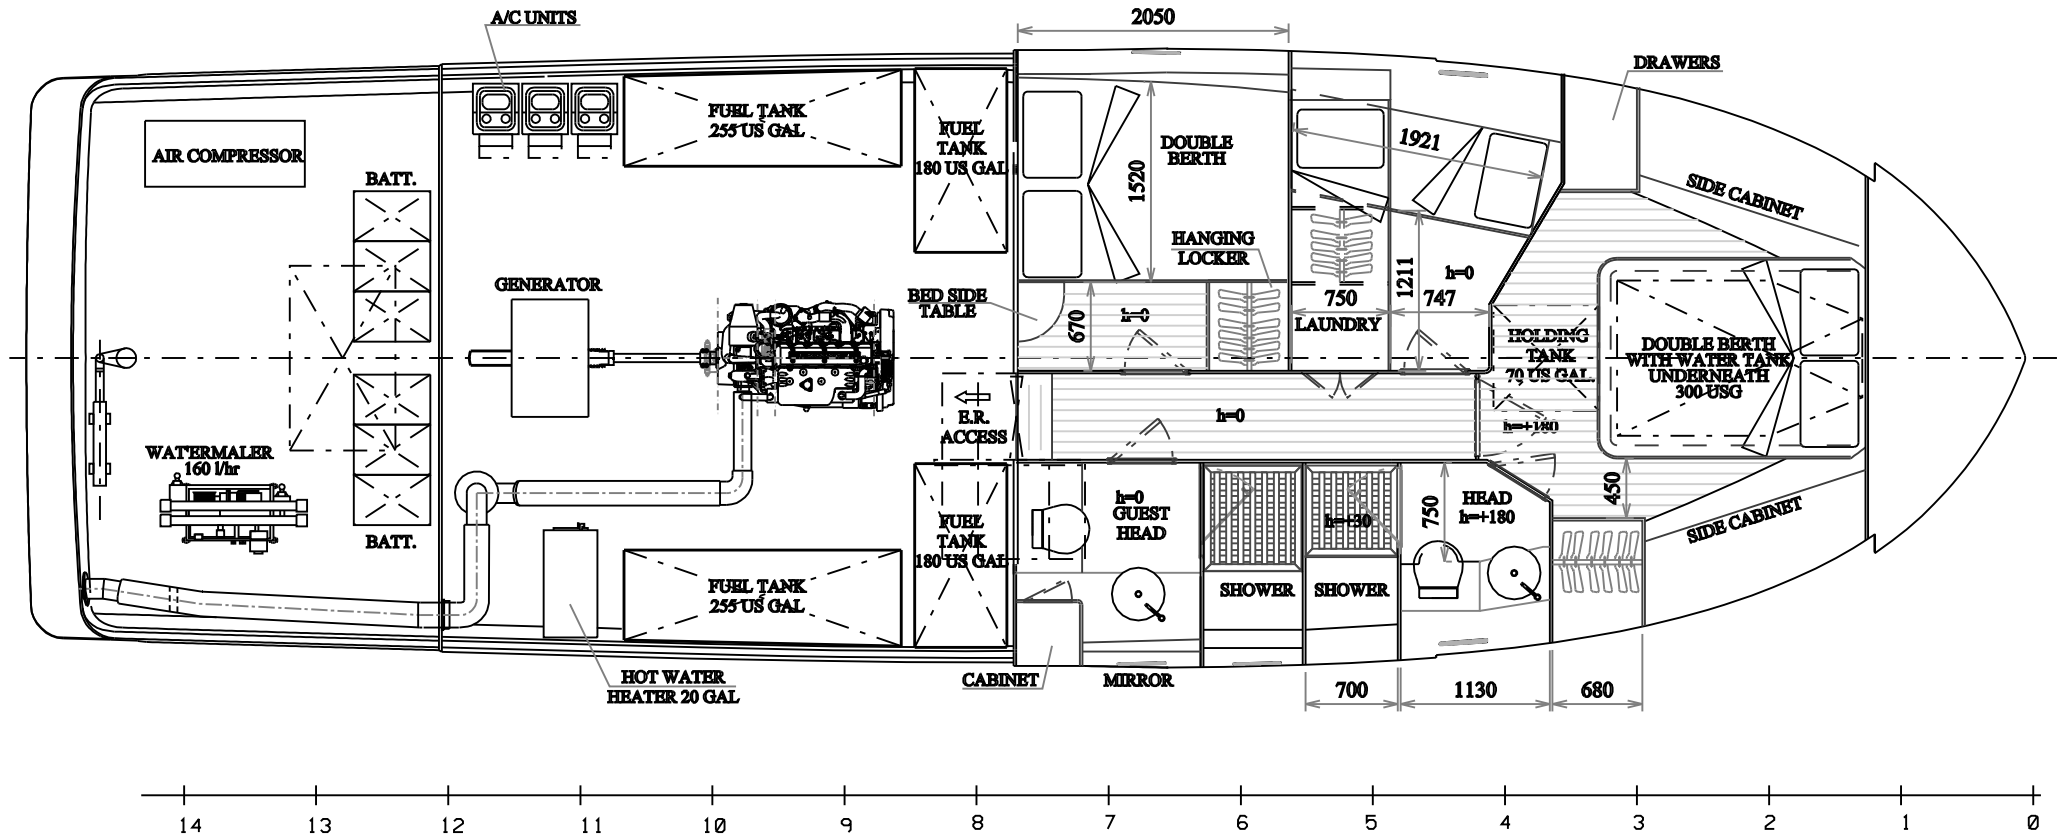 A/C UNITS
2050
DRAWERS
AIR COMPRESSOR
FUEL TANK
255 US GAL
FUEL
TANK
180 US GAL
DOUBLE
BERTH
1520
1921
SIDE CABINET
BATT.
HANGING
LOCKER
1211
h=0
GENERATOR
BED SIDE
TABLE
670
h=0
750
747
LAUNDRY
HOLDING
TANK
70 US GAL.
DOUBLE BERTH
WITH WATER TANK
UNDERNEATH
300 USG
E.R.
ACCESS
h=0
h=+180
WATERMALER
160 l/hr
450
h=0
GUEST
HEAD
h=+30
750
HEAD
h=+180
SIDE CABINET
BATT.
FUEL
TANK
180 US GAL
FUEL TANK
255 US GAL
SHOWER
SHOWER
HOT WATER
HEATER 20 GAL
CABINET
MIRROR
700
1130
680
14 13 12 11 10 9 8 7 6 5 4 3 2 1 0